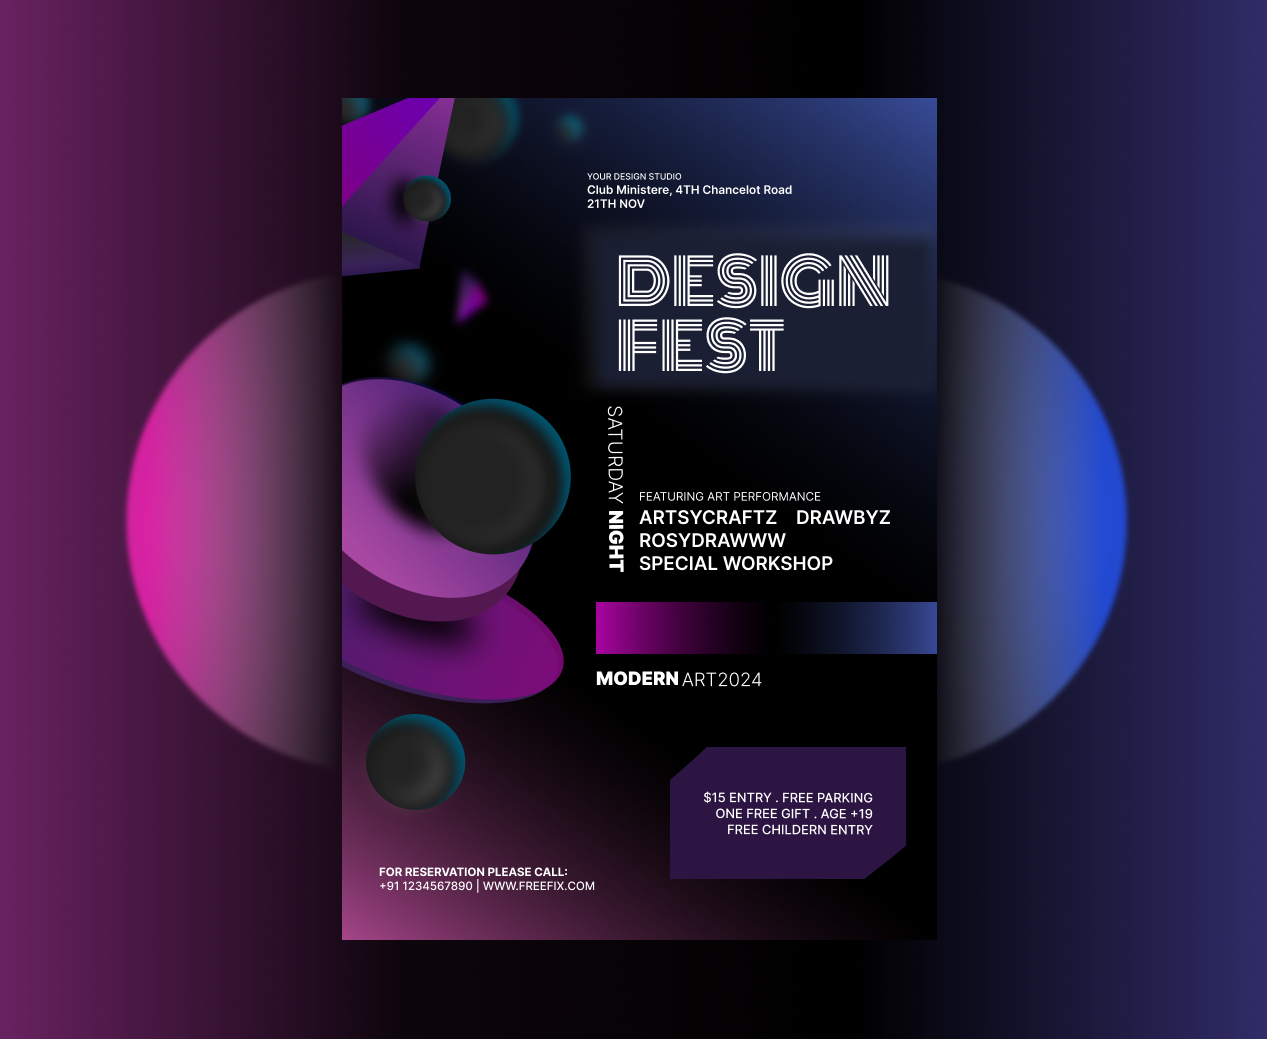 YOUR DESIGN STUDIO
Club Ministere, 4TH Chancelot Road
21TH NOV
DESIGN
FEST
SATURDAY NIGHT
FEATURING ART PERFORMANCE
ARTSYCRAFTZ DRAWBYZ
ROSYDRAWWW
SPECIAL WORKSHOP
MODERN ART2024
$15 ENTRY . FREE PARKING
ONE FREE GIFT . AGE +19
FREE CHILDERN ENTRY
FOR RESERVATION PLEASE CALL:
+91 1234567890 | WWW.FREEFIX.COM